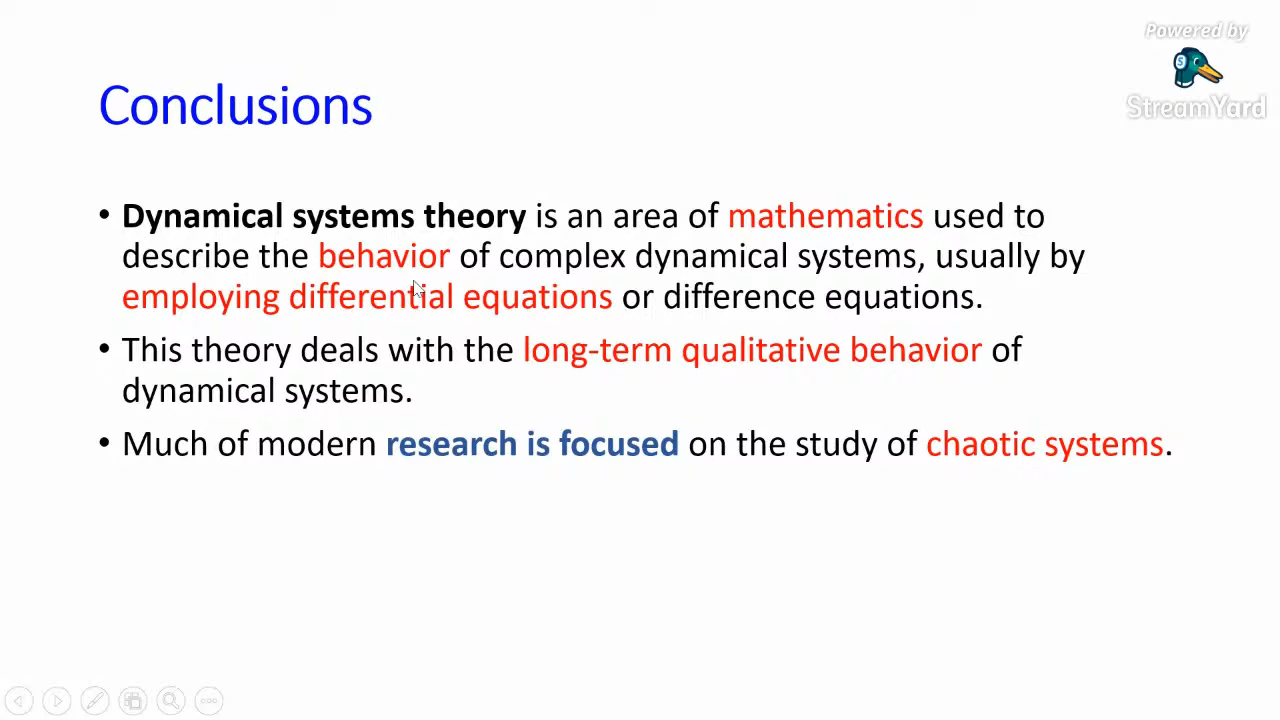 Powered by
StreamYard
Conclusions
• Dynamical systems theory is an area of mathematics used to
describe the behavior of complex dynamical systems, usually by
employing differential equations or difference equations.
• This theory deals with the long-term qualitative behavior of
dynamical systems.
• Much of modern research is focused on the study of chaotic systems.